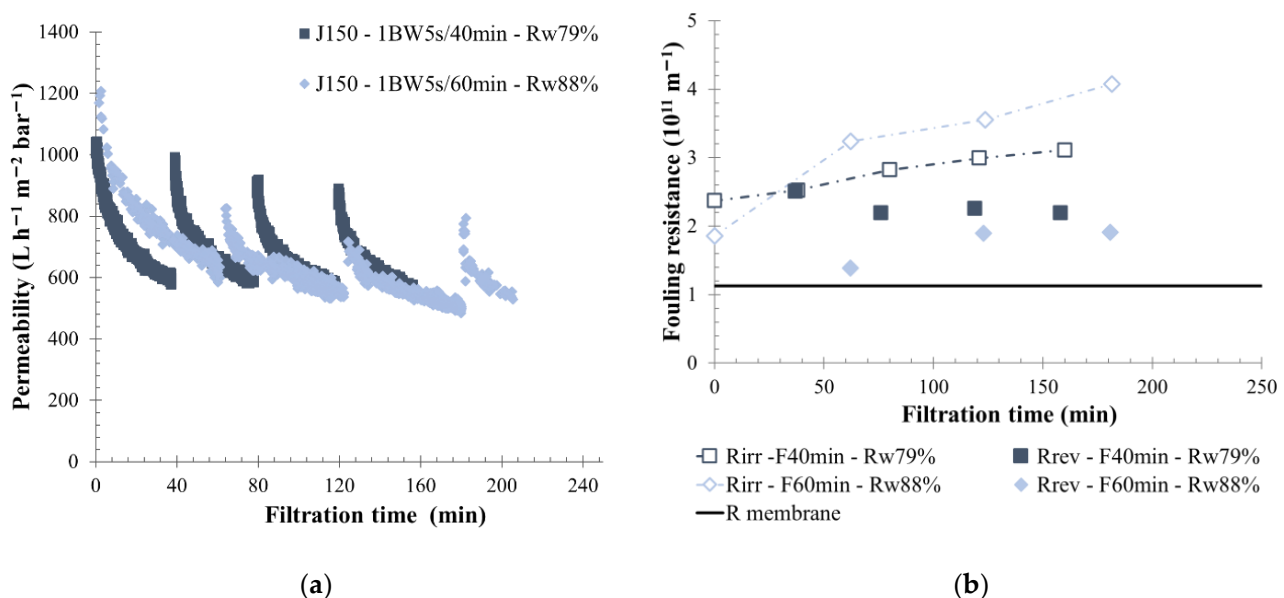 J150 - 1BW5s/40min - Rw79%
J150 - 1BW5s/60min - Rw88%
Permeability (L h⁻¹ m⁻² bar⁻¹)
1400
1200
1000
800
600
400
200
0
0 40 80 120 160 200 240
Filtration time (min)
(a)
Fouling resistance (10¹¹ m⁻¹)
5
4
3
2
1
0
0 50 100 150 200 250
Filtration time (min)
Rirr -F40min - Rw79% Rrev - F40min - Rw79%
Rirr - F60min - Rw88% Rrev - F60min - Rw88%
R membrane
(b)